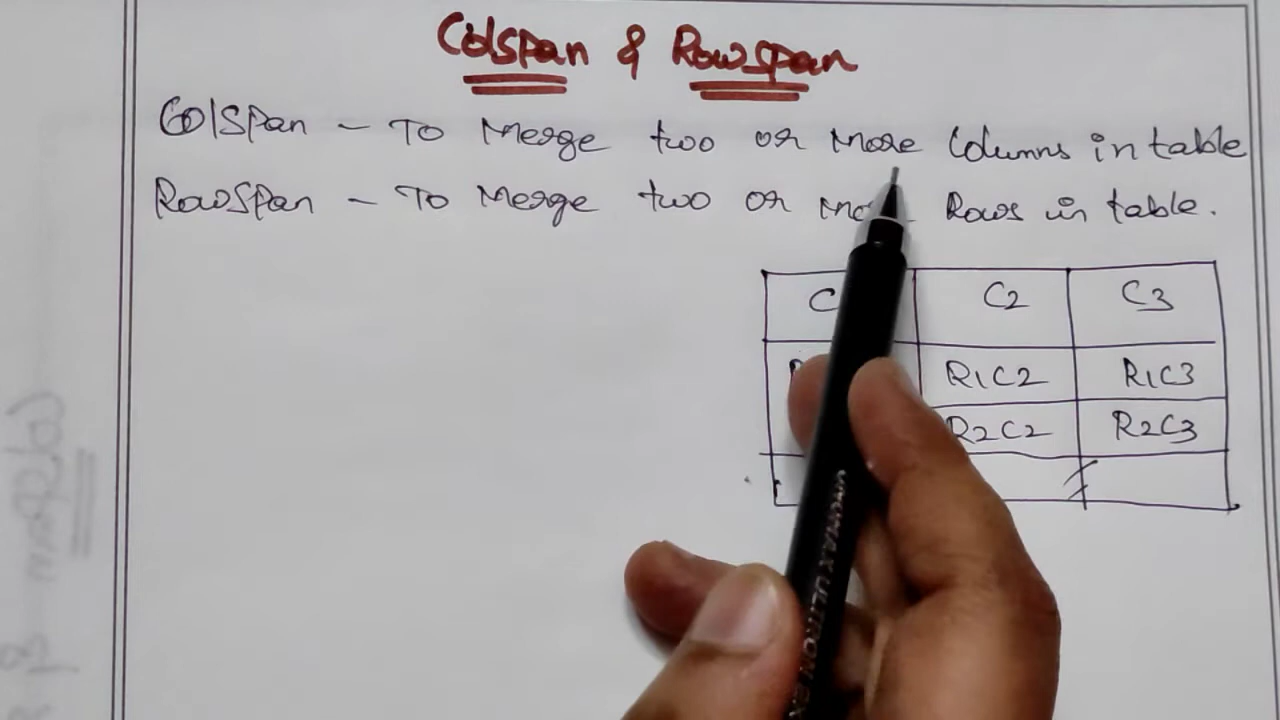 Colspan & Rowspan
Colspan - To Merge two or more Columns in table
RowSpan - To Merge two or Rows in table.
C2 C3
R1C2 R1C3
R2C2 R2C3